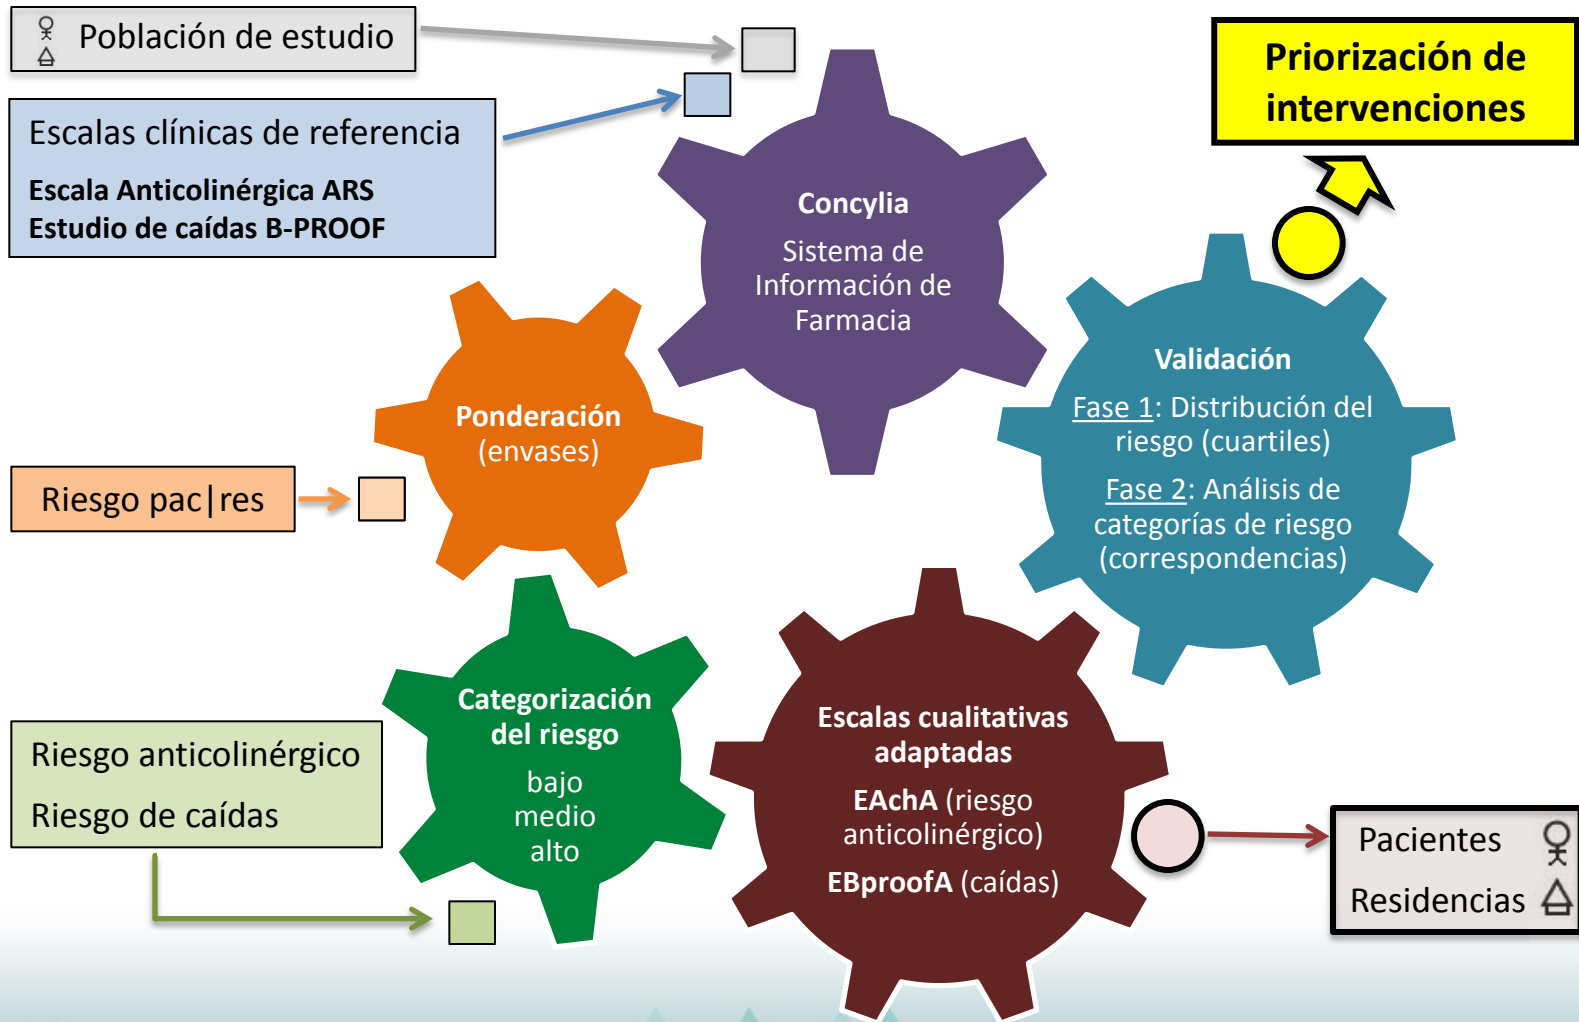 Población de estudio
Escalas clínicas de referencia
Escala Anticolinérgica ARS
Estudio de caídas B-PROOF
Priorización de
intervenciones
Concylia
Sistema de
Información de
Farmacia
Validación
Fase 1: Distribución del
riesgo (cuartiles)
Fase 2: Análisis de
categorías de riesgo
(correspondencias)
Ponderación
(envases)
Riesgo pac|res
Categorización
del riesgo
bajo
medio
alto
Riesgo anticolinérgico
Riesgo de caídas
Escalas cualitativas
adaptadas
EAchA (riesgo
anticolinérgico)
EBproofA (caídas)
Pacientes
Residencias